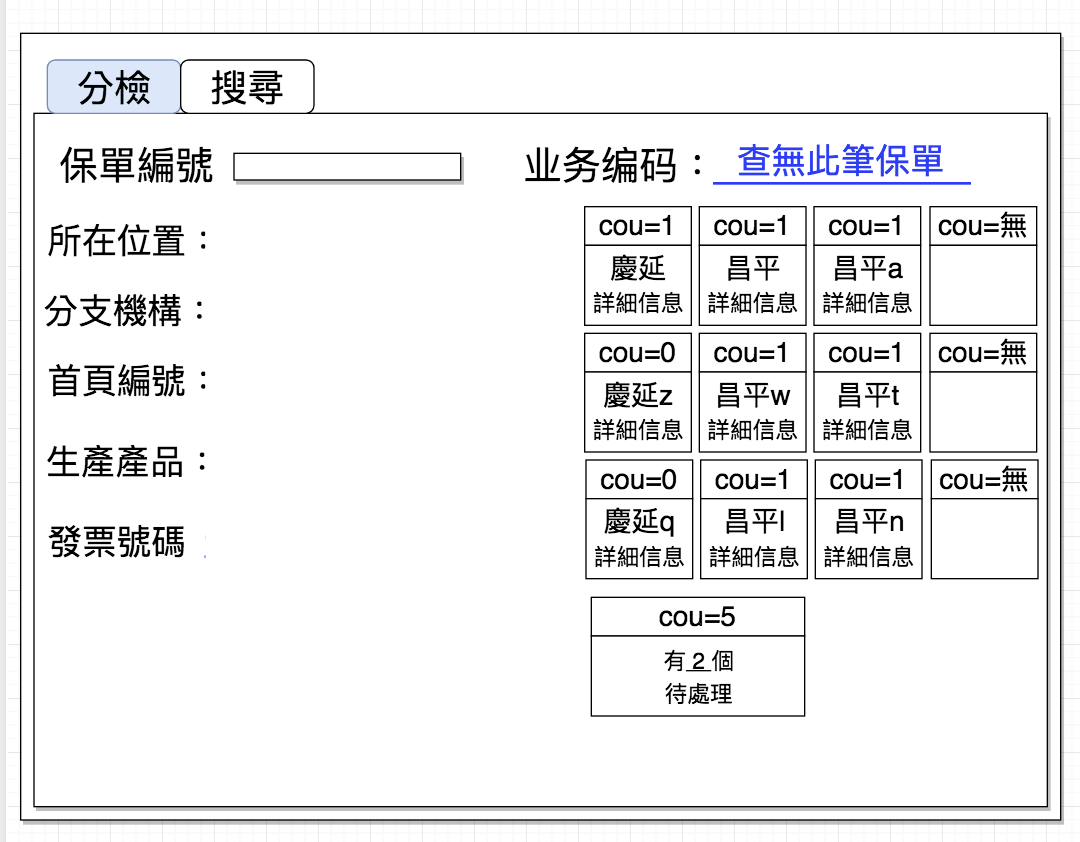 分檢 搜尋
保單編號
业务编码： 查無此筆保單
所在位置：
分支機構：
首頁編號：
生產產品：
發票號碼
cou=1 cou=1 cou=1 cou=無
慶延 昌平 昌平a
詳細信息 詳細信息 詳細信息
cou=0 cou=1 cou=1 cou=無
慶延z 昌平w 昌平t
詳細信息 詳細信息 詳細信息
cou=0 cou=1 cou=1 cou=無
慶延q 昌平l 昌平n
詳細信息 詳細信息 詳細信息
cou=5
有 2 個
待處理